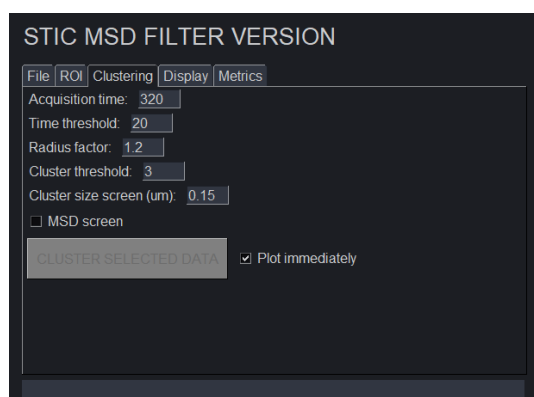 STIC MSD FILTER VERSION
File ROI Clustering Display Metrics
Acquisition time: 320
Time threshold: 20
Radius factor: 1.2
Cluster threshold: 3
Cluster size screen (um): 0.15
MSD screen
CLUSTER SELECTED DATA Plot immediately